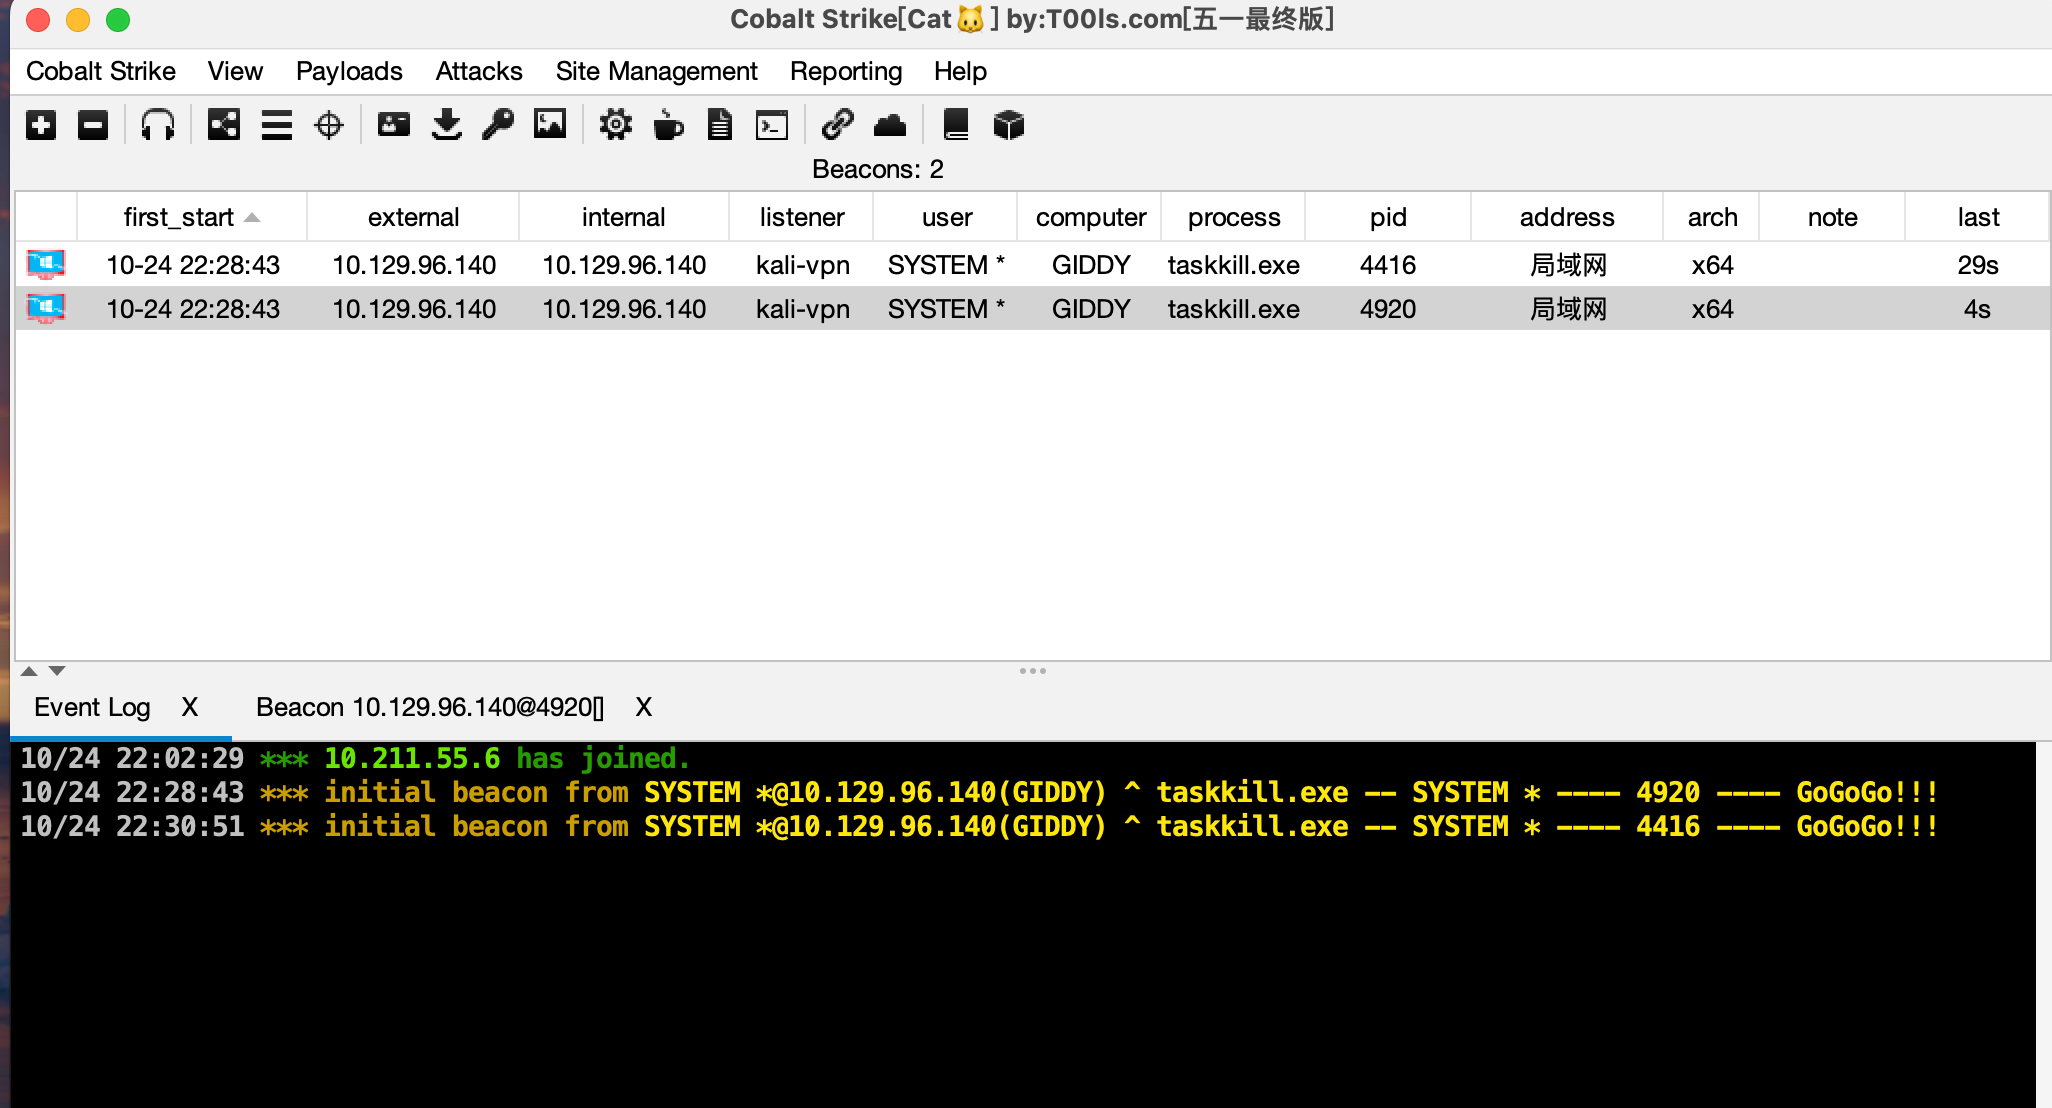 Cobalt Strike[Cat🐱] by:T00ls.com[五一最终版]
Cobalt Strike View Payloads Attacks Site Management Reporting Help
Beacons: 2
first_start external internal listener user computer process pid address arch note last
10-24 22:28:43 10.129.96.140 10.129.96.140 kali-vpn SYSTEM * GIDDY taskkill.exe 4416 局域网 x64 29s
10-24 22:28:43 10.129.96.140 10.129.96.140 kali-vpn SYSTEM * GIDDY taskkill.exe 4920 局域网 x64 4s
Event Log X Beacon 10.129.96.140@4920[] X
10/24 22:02:29 *** 10.211.55.6 has joined.
10/24 22:28:43 *** initial beacon from SYSTEM *@10.129.96.140(GIDDY) ^ taskkill.exe -- SYSTEM * ---- 4920 ---- GoGoGo!!!
10/24 22:30:51 *** initial beacon from SYSTEM *@10.129.96.140(GIDDY) ^ taskkill.exe -- SYSTEM * ---- 4416 ---- GoGoGo!!!